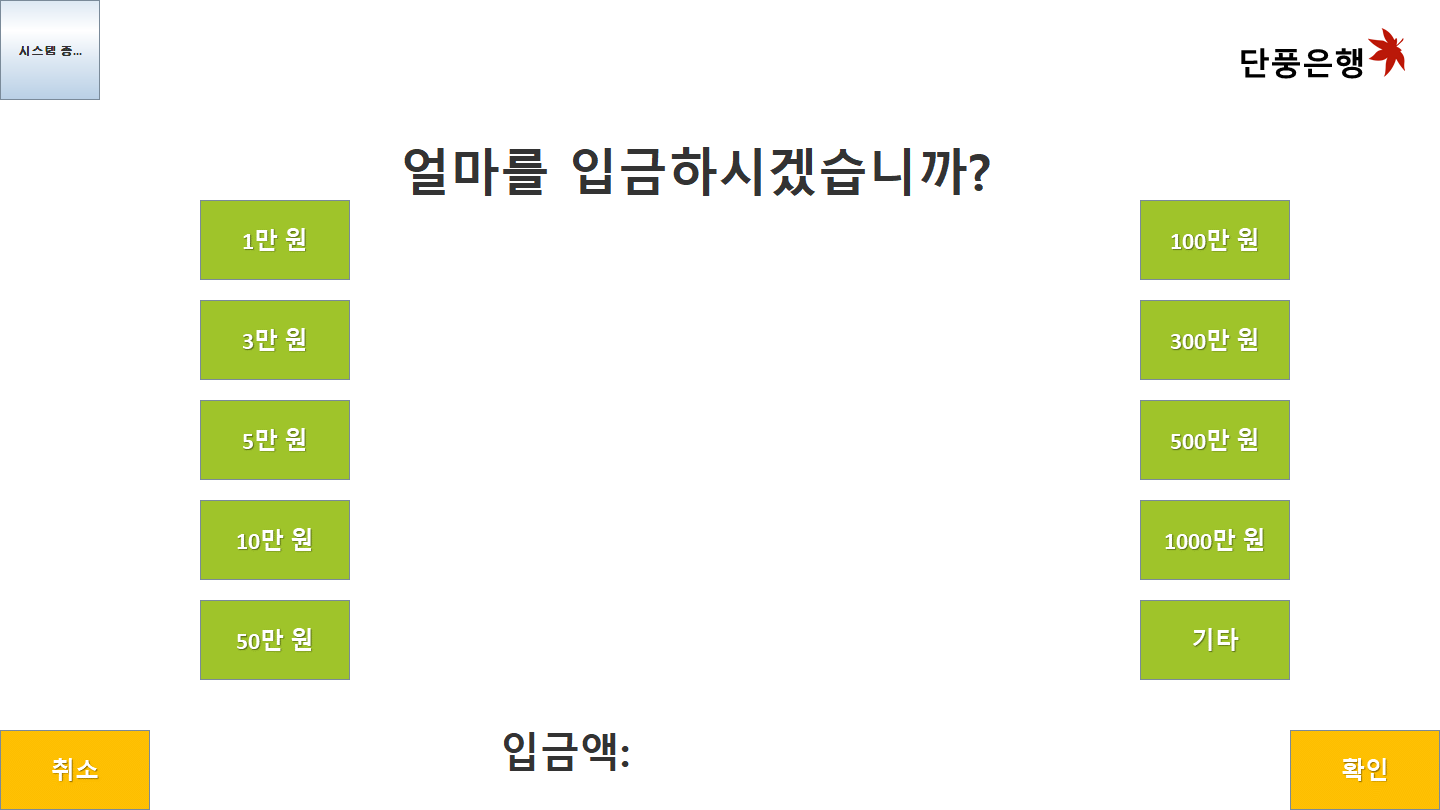 시스템 종...
단풍은행
얼마를 입금하시겠습니까?
1만 원
100만 원
3만 원
300만 원
5만 원
500만 원
10만 원
1000만 원
50만 원
기타
입금액:
취소
확인